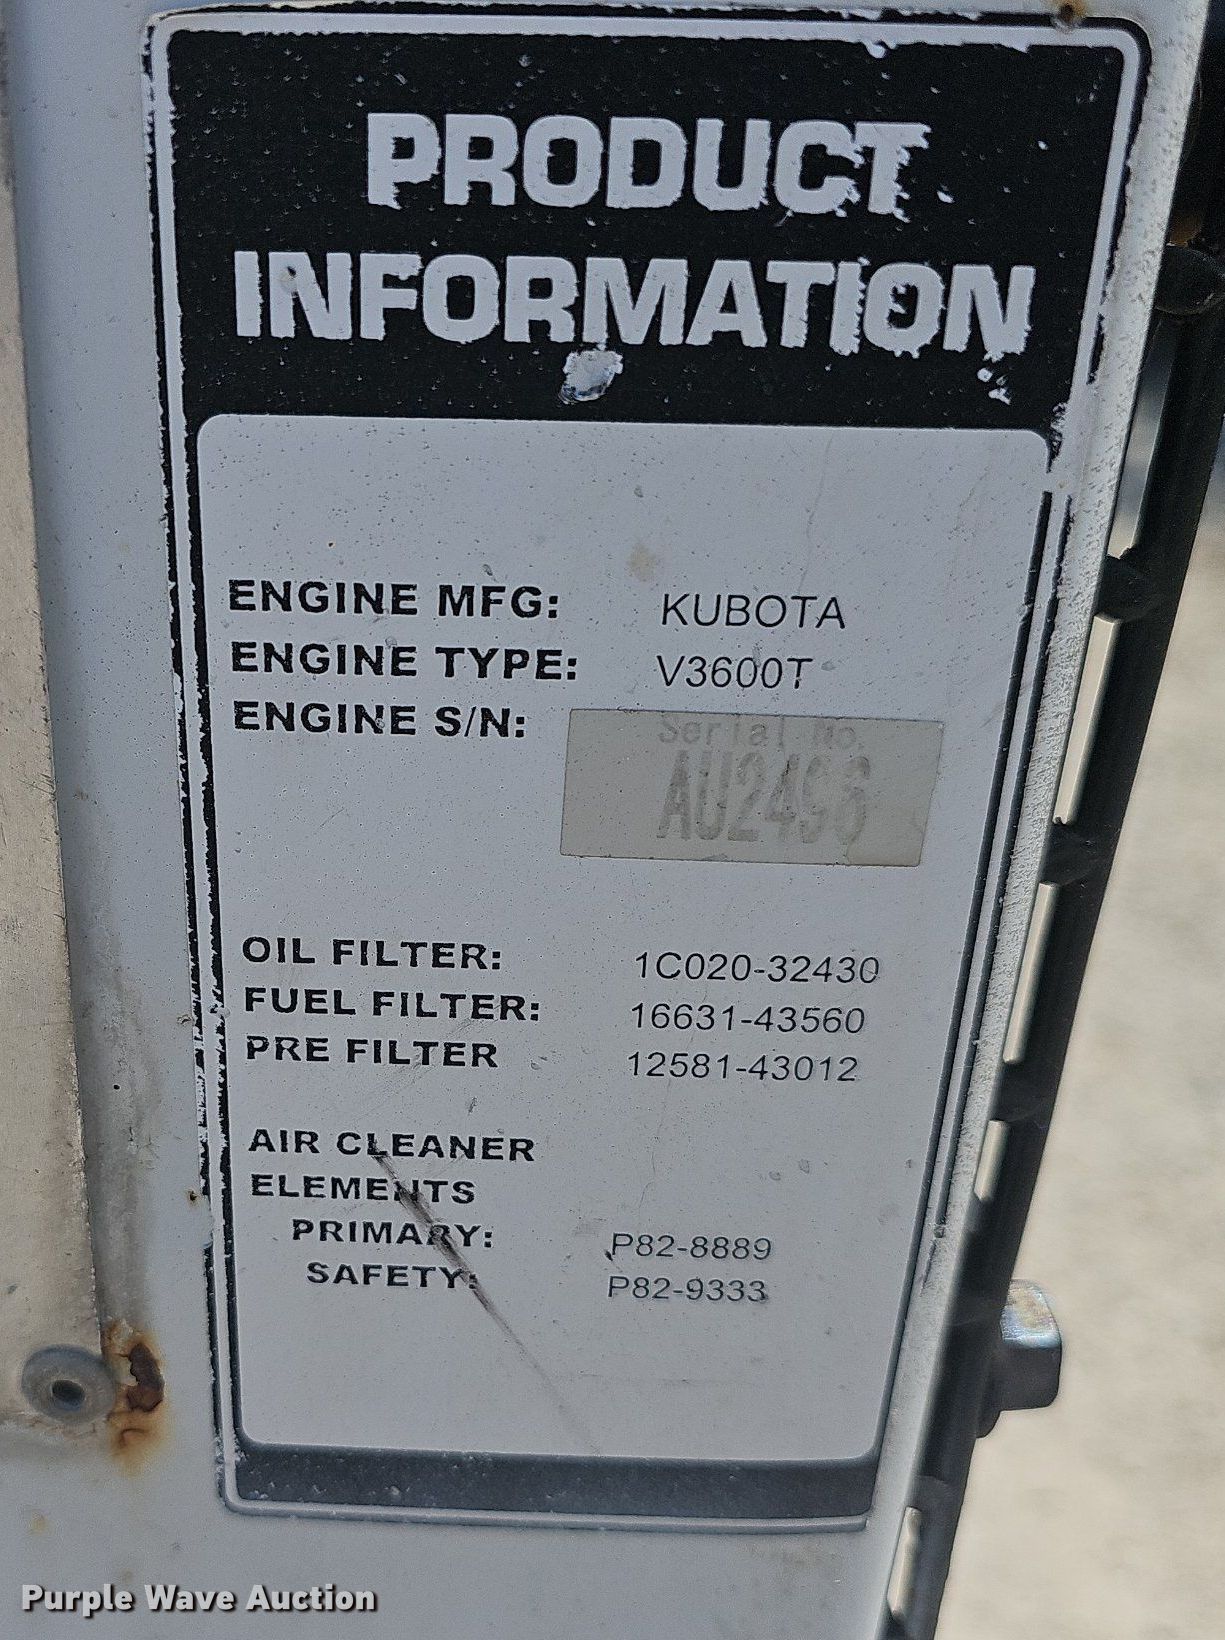 PRODUCT
INFORMATION
ENGINE MFG: KUBOTA
ENGINE TYPE: V3600T
ENGINE S/N: Serial No.
AU2496
OIL FILTER: 1C020-32430
FUEL FILTER: 16631-43560
PRE FILTER 12581-43012
AIR CLEANER
ELEMENTS
PRIMARY: P82-8889
SAFETY: P82-9333
Purple Wave Auction